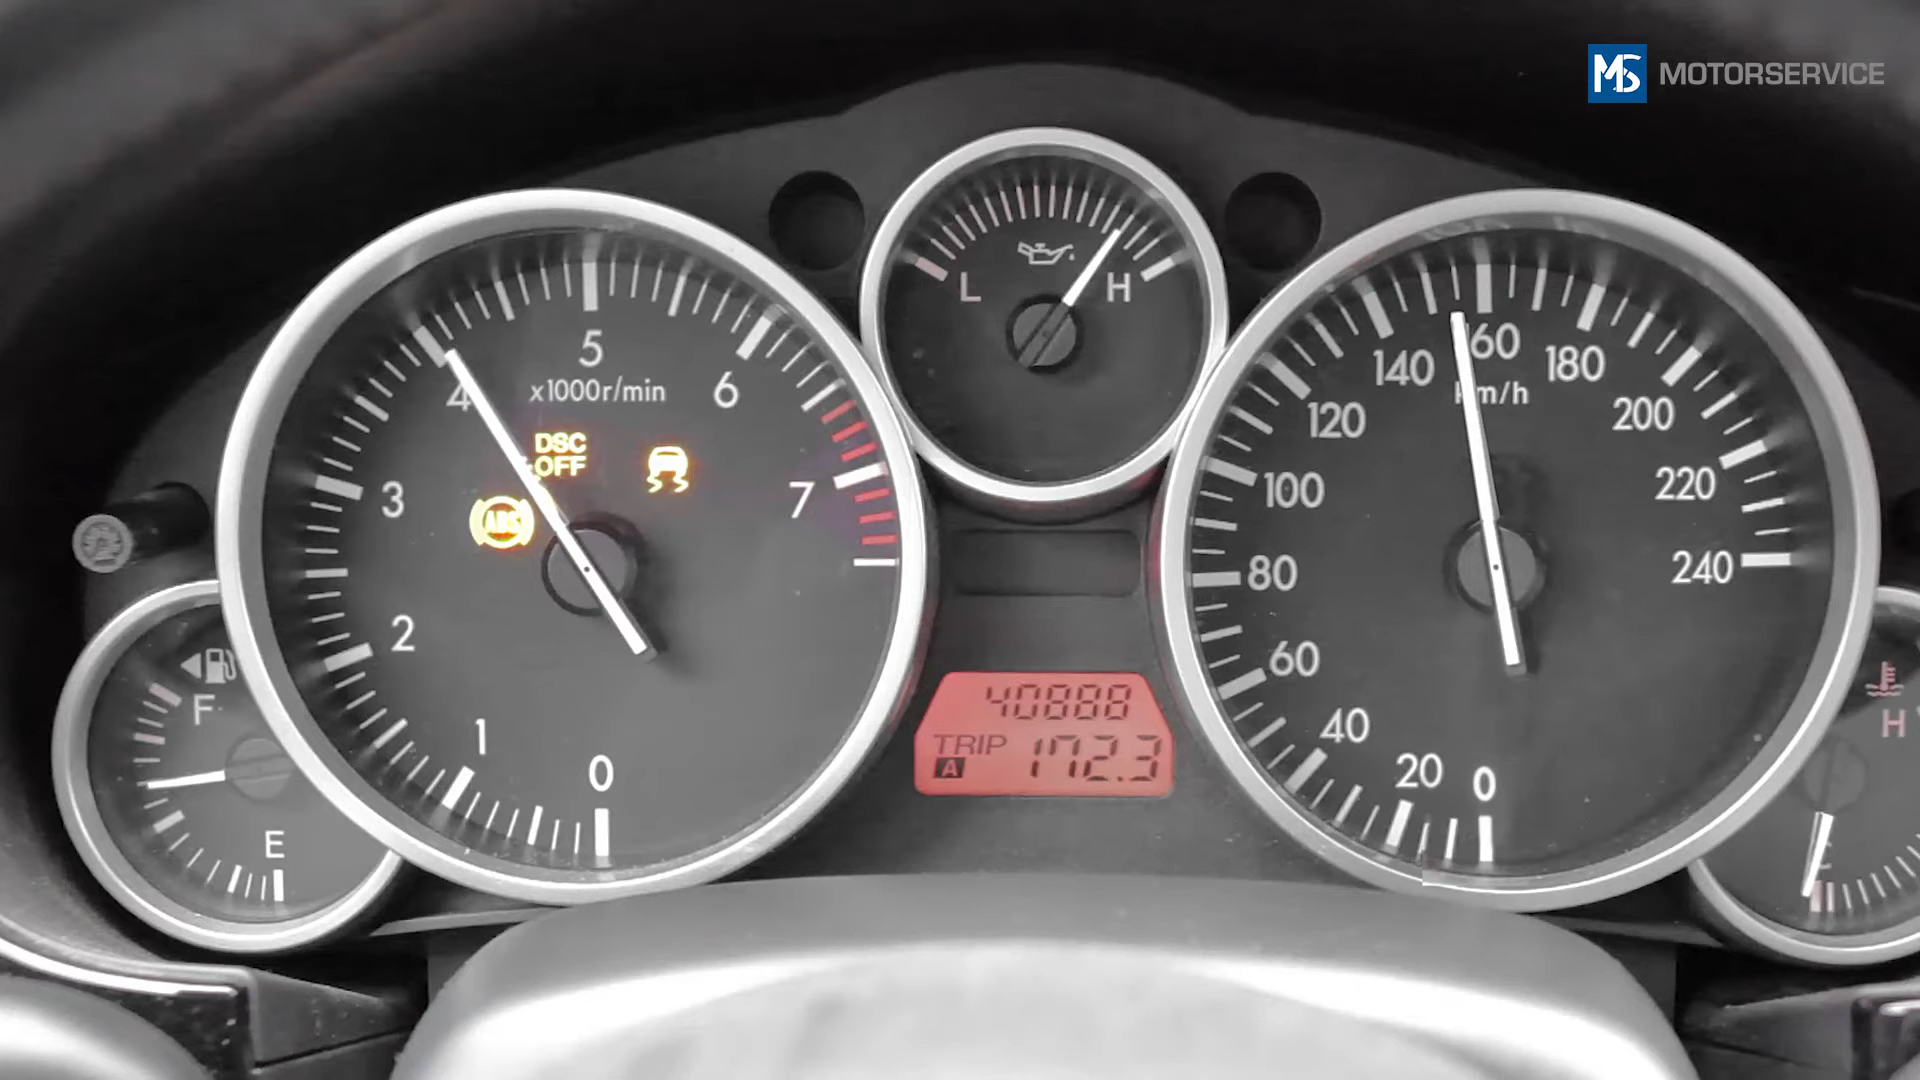 MS MOTORSERVICE
L H
0 1 2 3 4 5 6 7
x1000r/min
DSC
OFF
ABS
0 20 40 60 80 100 120 140 160 180 200 220 240
km/h
F
E
40888
TRIP A 172.3
H
C